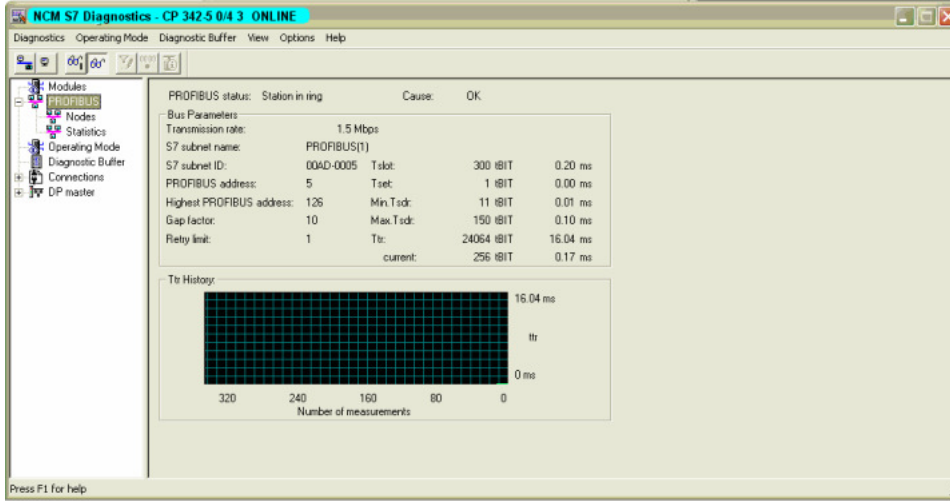 NCM S7 Diagnostics - CP 342-5 0/4 3 ONLINE
Diagnostics Operating Mode Diagnostic Buffer View Options Help
Modules
PROFIBUS
Nodes
Statistics
Operating Mode
Diagnostic Buffer
Connections
DP master
PROFIBUS status: Station in ring Cause: OK
Bus Parameters
Transmission rate: 1.5 Mbps
S7 subnet name: PROFIBUS(1)
S7 subnet ID: 00AD-0005 Tslot: 300 tBIT 0.20 ms
PROFIBUS address: 5 Tset: 1 tBIT 0.00 ms
Highest PROFIBUS address: 126 Min.Tsdr: 11 tBIT 0.01 ms
Gap factor: 10 Max.Tsdr: 150 tBIT 0.10 ms
Retry limit: 1 Ttr: 24064 tBIT 16.04 ms
current: 256 tBIT 0.17 ms
Ttr History:
16.04 ms
ttr
0 ms
320 240 160 80 0
Number of measurements
Press F1 for help